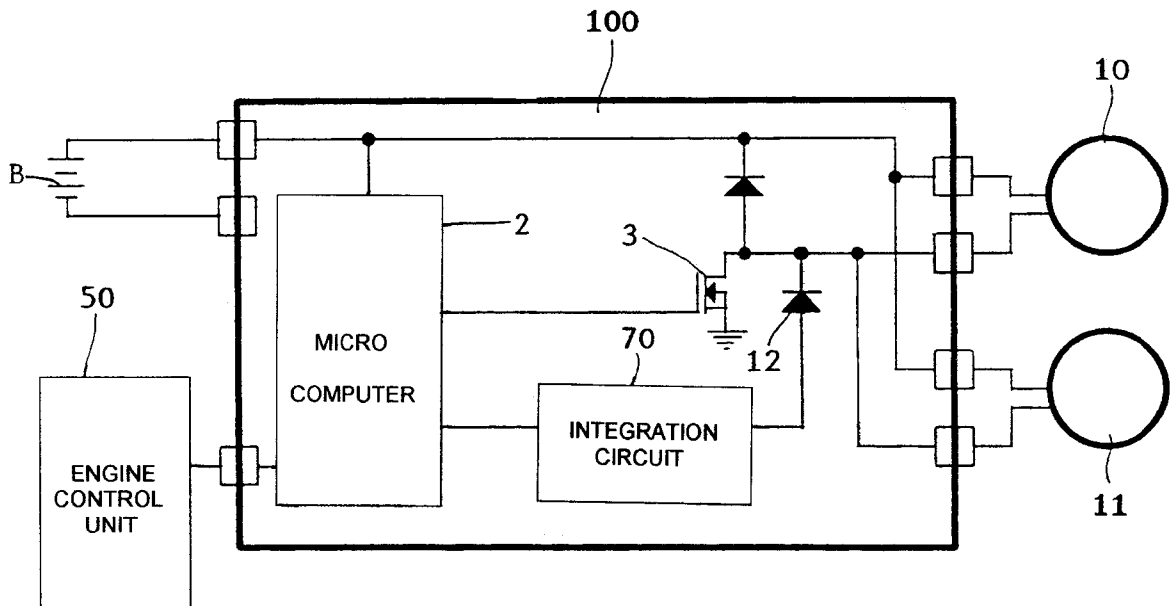 100
10
B
2
3
50
MICRO
COMPUTER
70
12
INTEGRATION
CIRCUIT
ENGINE
CONTROL
UNIT
11